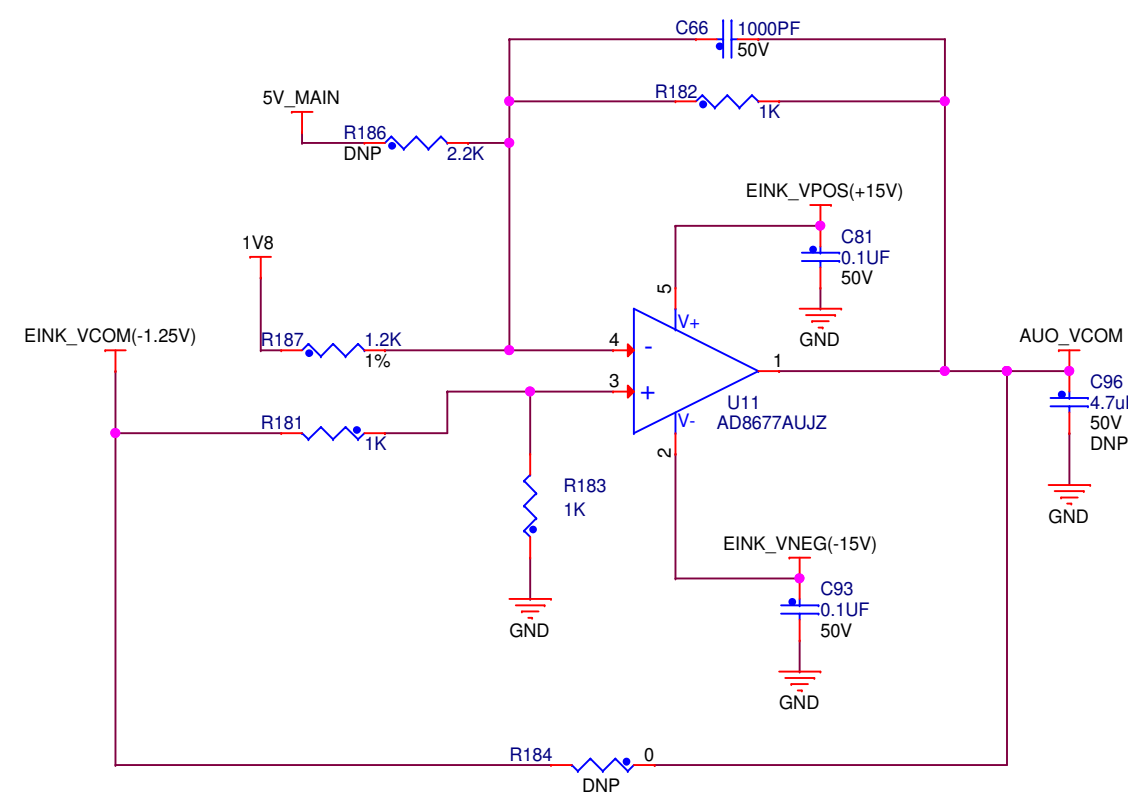 C66 1000PF
50V
R182
1K
5V_MAIN
R186
DNP
2.2K
EINK_VPOS(+15V)
C81
0.1UF
50V
GND
1V8
R187
1.2K
1%
EINK_VCOM(-1.25V)
5
V+
4
-
3
+
1
U11
AD8677AUJZ
V-
2
AUO_VCOM
C96
50V
DNP
GND
R181
1K
R183
1K
GND
EINK_VNEG(-15V)
C93
0.1UF
50V
GND
R184
0
DNP